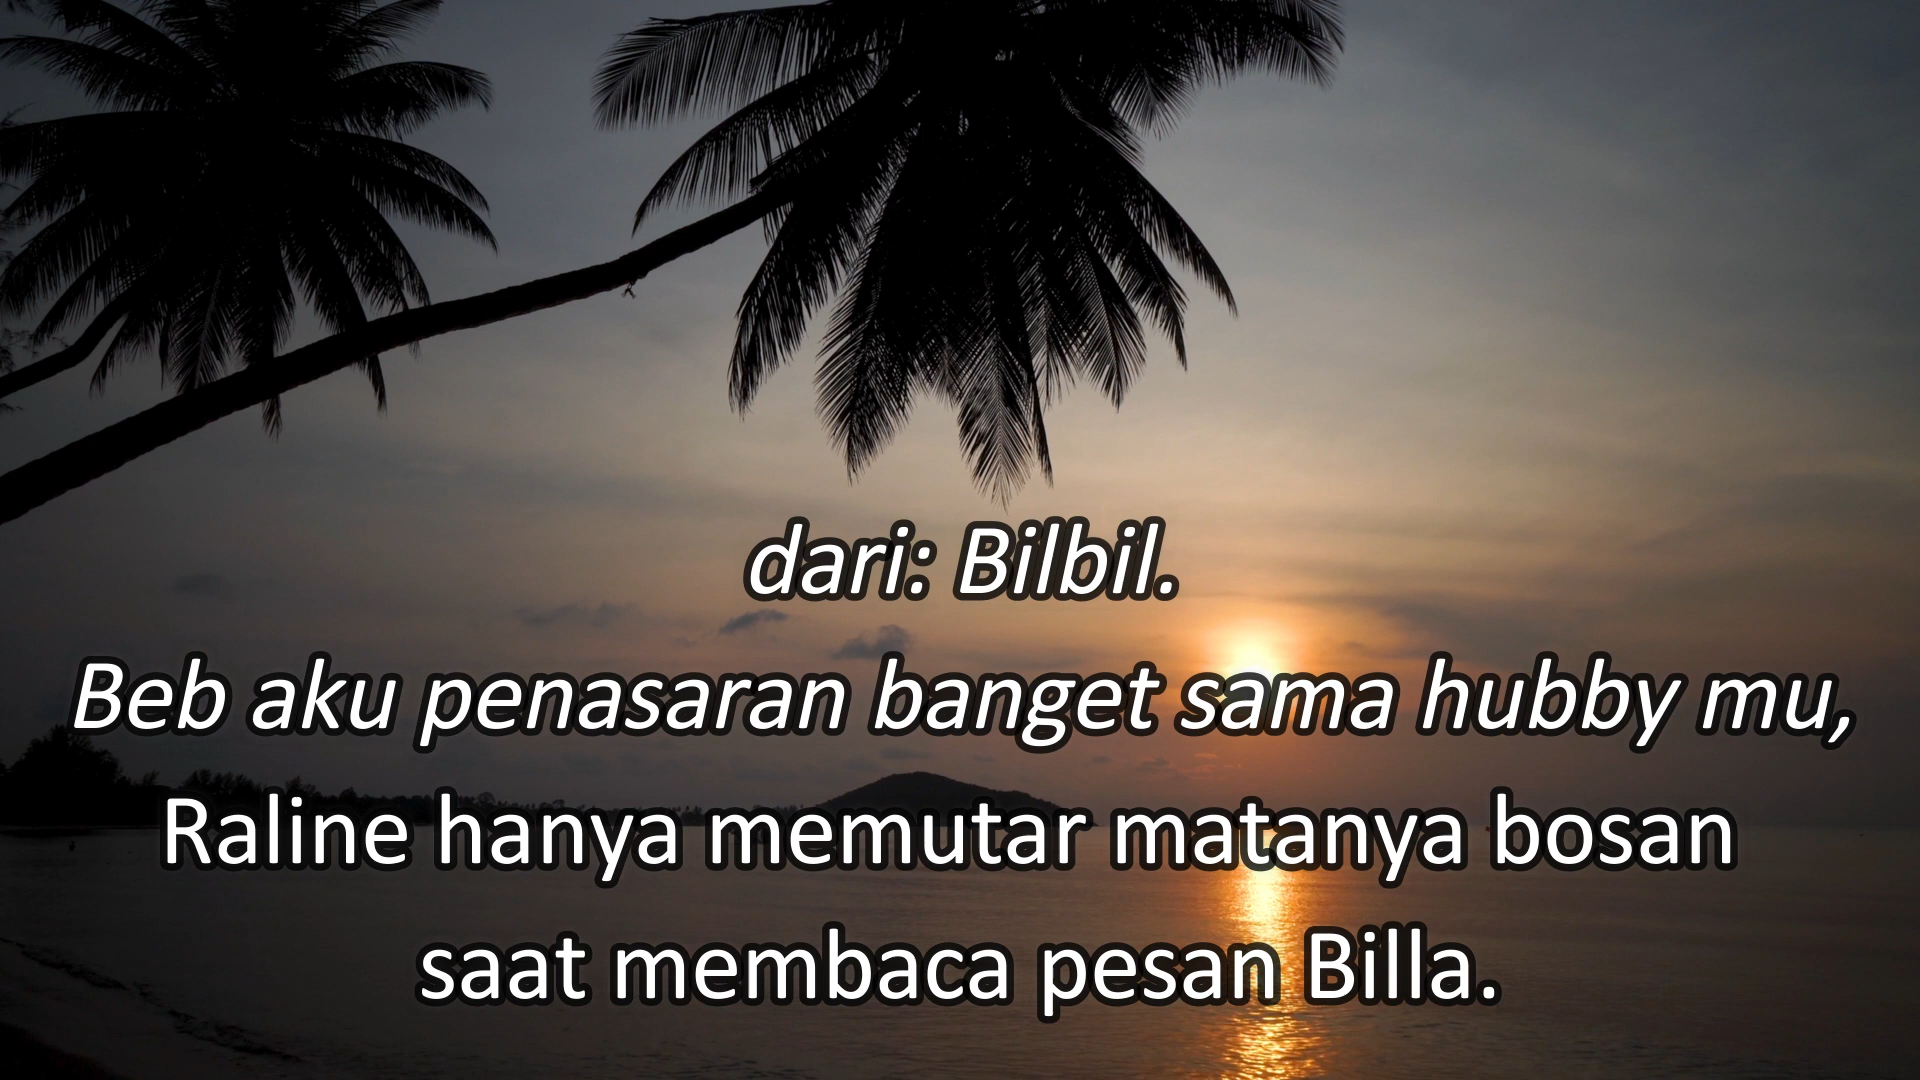 dari: Bilbil.
Beb aku penasaran banget sama hubby mu,
Raline hanya memutar matanya bosan
saat membaca pesan Billa.